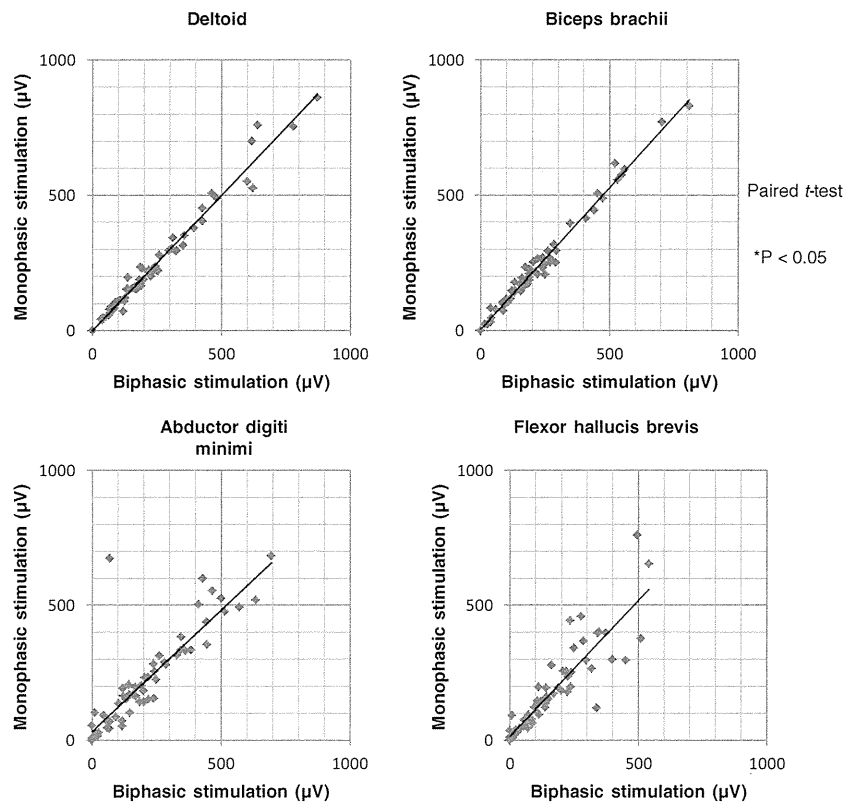 Deltoid
Biceps brachii
1000
500
0
0
500
1000
Monophasic stimulation (µV)
Biphasic stimulation (µV)
1000
500
0
0
500
1000
Monophasic stimulation (µV)
Biphasic stimulation (µV)
Paired t-test
*P < 0.05
Abductor digiti
minimi
Flexor hallucis brevis
1000
500
0
0
500
1000
Monophasic stimulation (µV)
Biphasic stimulation (µV)
1000
500
0
0
500
1000
Monophasic stimulation (µV)
Biphasic stimulation (µV)